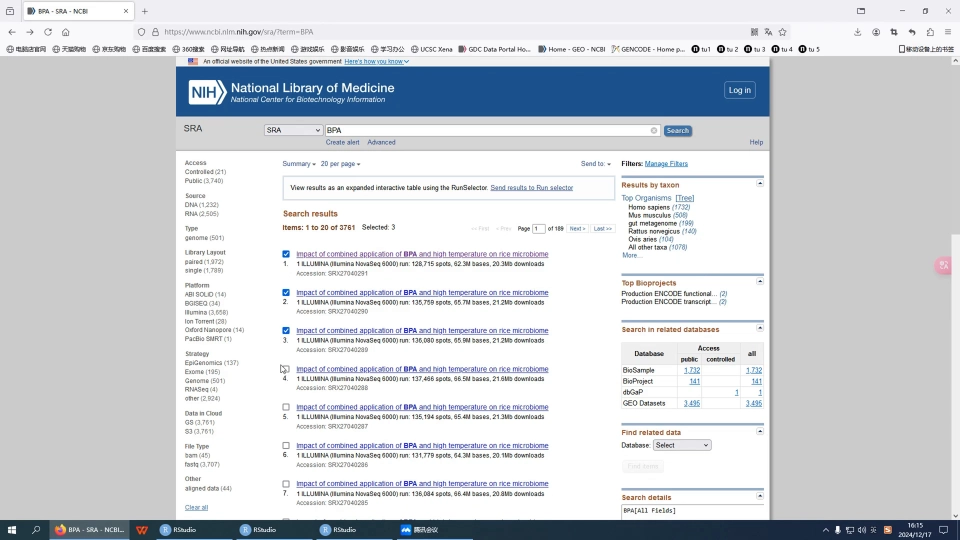 BPA - SRA - NCBI
https://www.ncbi.nlm.nih.gov/sra/?term=BPA
电脑店官网 天猫购物 京东购物 百度搜索 360搜索 网址导航 热点新闻 游戏娱乐 影音娱乐 学习办公 UCSC Xena GDC Data Portal Ho... Home - GEO - NCBI GENCODE - Home p... tu1 tu 2 tu 3 tu 4 tu 5 移动设备上的书签
An official website of the United States government Here's how you know
NIH National Library of Medicine
National Center for Biotechnology Information
Log in
SRA SRA BPA Search
Create alert Advanced Help
Access
Controlled (21)
Public (3,740)
Source
DNA (1,232)
RNA (2,505)
Type
genome (501)
Library Layout
paired (1,972)
single (1,789)
Platform
ABI SOLID (14)
BGISEQ (34)
Illumina (3,658)
Ion Torrent (28)
Oxford Nanopore (14)
PacBio SMRT (1)
Strategy
EpiGenomics (137)
Exome (195)
Genome (501)
RNASeq (4)
other (2,924)
Data in Cloud
GS (3,761)
S3 (3,761)
File Type
bam (45)
fastq (3,707)
Other
aligned data (44)
Clear all
Summary 20 per page Send to:
View results as an expanded interactive table using the RunSelector. Send results to Run selector
Search results
Items: 1 to 20 of 3761 Selected: 3
<< First < Prev Page 1 of 189 Next > Last >>
Impact of combined application of BPA and high temperature on rice microbiome
1. 1 ILLUMINA (Illumina NovaSeq 6000) run: 128,715 spots, 62.3M bases, 20.3Mb downloads
Accession: SRX27040291
Impact of combined application of BPA and high temperature on rice microbiome
2. 1 ILLUMINA (Illumina NovaSeq 6000) run: 135,759 spots, 65.7M bases, 21.2Mb downloads
Accession: SRX27040290
Impact of combined application of BPA and high temperature on rice microbiome
3. 1 ILLUMINA (Illumina NovaSeq 6000) run: 136,080 spots, 65.9M bases, 21.2Mb downloads
Accession: SRX27040289
Impact of combined application of BPA and high temperature on rice microbiome
4. 1 ILLUMINA (Illumina NovaSeq 6000) run: 137,466 spots, 66.5M bases, 21.6Mb downloads
Accession: SRX27040288
Impact of combined application of BPA and high temperature on rice microbiome
5. 1 ILLUMINA (Illumina NovaSeq 6000) run: 135,194 spots, 65.4M bases, 21.3Mb downloads
Accession: SRX27040287
Impact of combined application of BPA and high temperature on rice microbiome
6. 1 ILLUMINA (Illumina NovaSeq 6000) run: 131,779 spots, 64.3M bases, 20.1Mb downloads
Accession: SRX27040286
Impact of combined application of BPA and high temperature on rice microbiome
7. 1 ILLUMINA (Illumina NovaSeq 6000) run: 136,084 spots, 66.4M bases, 20.8Mb downloads
Accession: SRX27040285
Filters: Manage Filters
Results by taxon
Top Organisms [Tree]
Homo sapiens (1732)
Mus musculus (508)
gut metagenome (199)
Rattus norvegicus (140)
Ovis aries (104)
All other taxa (1078)
More...
Top Bioprojects
Production ENCODE functional... (2)
Production ENCODE transcript... (2)
Search in related databases
Database Access all
public controlled
BioSample 1,732 1,732
BioProject 141 141
dbGaP 1 1
GEO Datasets 3,495 3,495
Find related data
Database: Select
Find items
Search details
BPA[All Fields]
BPA - SRA - NCBI... RStudio RStudio RStudio 腾讯会议
英
16:15
2024/12/17